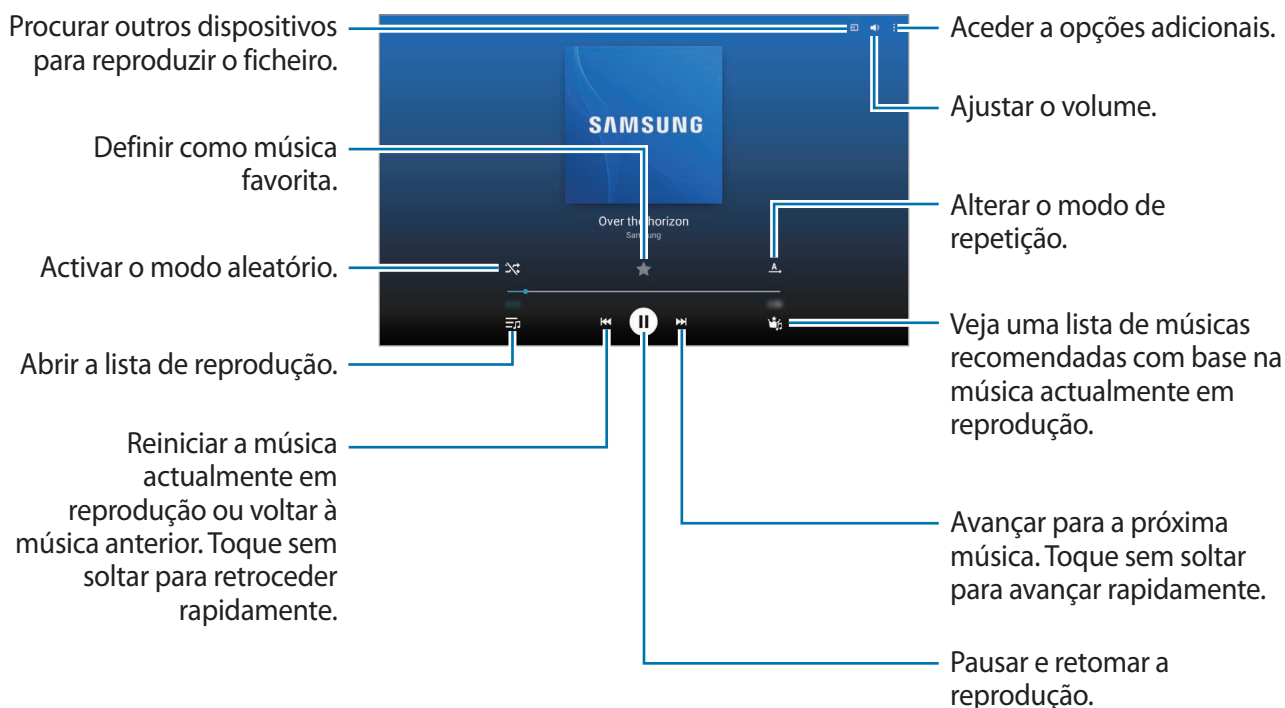 Procurar outros dispositivos
para reproduzir o ficheiro.
Definir como música
favorita.
Activar o modo aleatório.
Abrir a lista de reprodução.
Reiniciar a música
actualmente em
reprodução ou voltar à
música anterior. Toque sem
soltar para retroceder
rapidamente.
SAMSUNG
Over the horizon
Samsung
Aceder a opções adicionais.
Ajustar o volume.
Alterar o modo de
repetição.
Veja uma lista de músicas
recomendadas com base na
música actualmente em
reprodução.
Avançar para a próxima
música. Toque sem soltar
para avançar rapidamente.
Pausar e retomar a
reprodução.